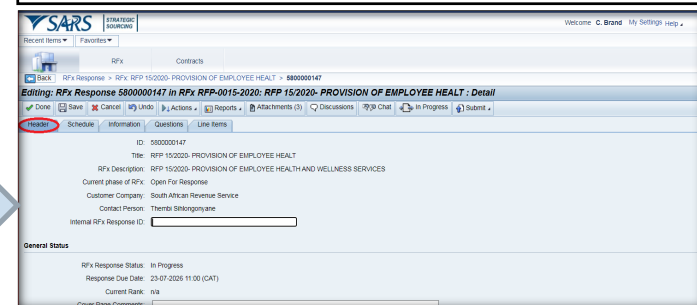 SARS STRATEGIC SOURCING Welcome C. Brand My Settings Help
Recent Items Favorites
RFx Contracts
Back RFx Response > RFx: RFP 15/2020- PROVISION OF EMPLOYEE HEALT > 5800000147
Editing: RFx Response 5800000147 in RFx RFP-0015-2020: RFP 15/2020- PROVISION OF EMPLOYEE HEALT : Detail
Done Save Cancel Undo Actions Reports Attachments (3) Discussions Chat In Progress Submit
Header Schedule Information Questions Line Items
ID: 5800000147
Title: RFP 15/2020- PROVISION OF EMPLOYEE HEALT
RFx Description: RFP 15/2020- PROVISION OF EMPLOYEE HEALTH AND WELLNESS SERVICES
Current phase of RFx: Open For Response
Customer Company: South African Revenue Service
Contact Person: Thembi Sihlongonyane
Internal RFx Response ID:
General Status
RFx Response Status: In Progress
Response Due Date: 23-07-2026 11:00 (CAT)
Current Rank: n/a
Cover Page Comments: